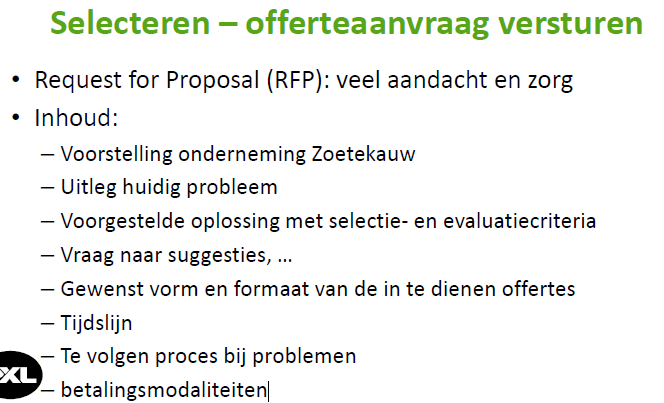 Selecteren – offerteaanvraag versturen
• Request for Proposal (RFP): veel aandacht en zorg
• Inhoud:
– Voorstelling onderneming Zoetekauw
– Uitleg huidig probleem
– Voorgestelde oplossing met selectie- en evaluatiecriteria
– Vraag naar suggesties, …
– Gewenst vorm en formaat van de in te dienen offertes
– Tijdslijn
– Te volgen proces bij problemen
XL
– betalingsmodaliteiten